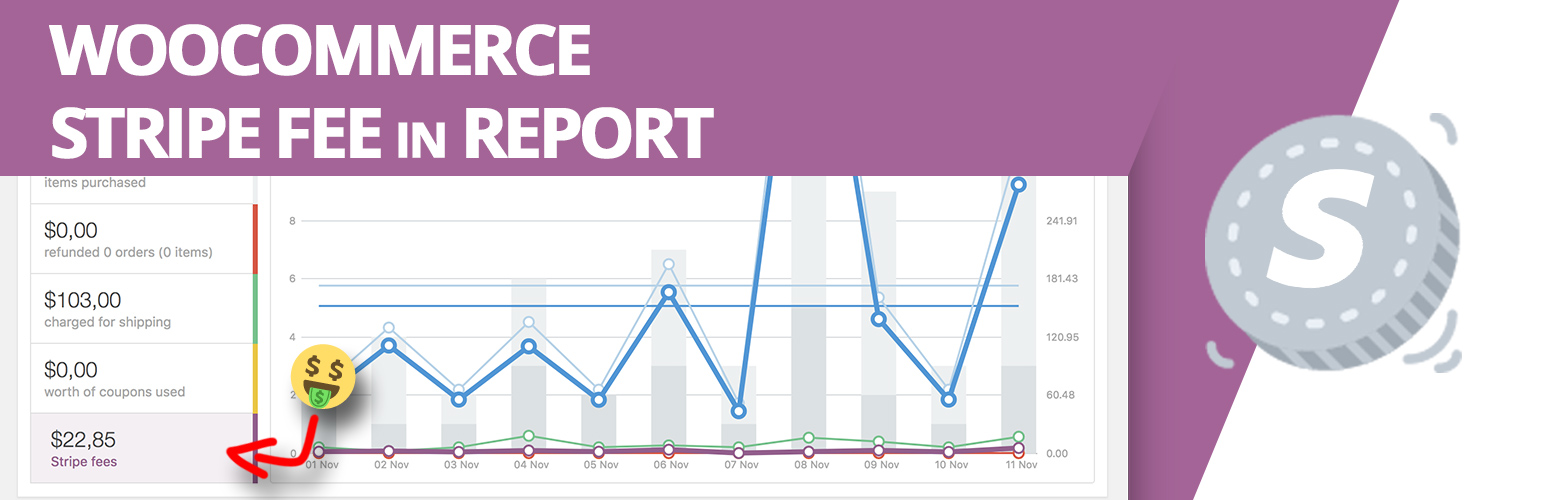 WOOCOMMERCE
STRIPE FEE IN REPORT
items purchased
$0,00
refunded 0 orders (0 items)
$103,00
charged for shipping
$0,00
worth of coupons used
$22,85
Stripe fees
8
6
4
2
0
241.91
181.43
120.95
60.48
0.00
01 Nov 02 Nov 03 Nov 04 Nov 05 Nov 06 Nov 07 Nov 08 Nov 09 Nov 10 Nov 11 Nov
$ $
$
S